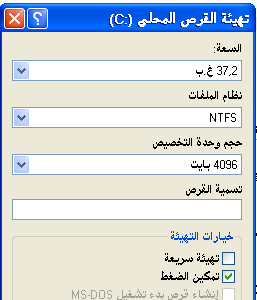 تهيئة القرص المحلي (C:)
السعة:
37,2 غ.ب
نظام الملفات
NTFS
حجم وحدة التخصيص
4096 بايت
تسمية القرص
خيارات التهيئة
تهيئة سريعة
تمكين الضغط
إنشاء قرص بدء تشغيل MS-DOS